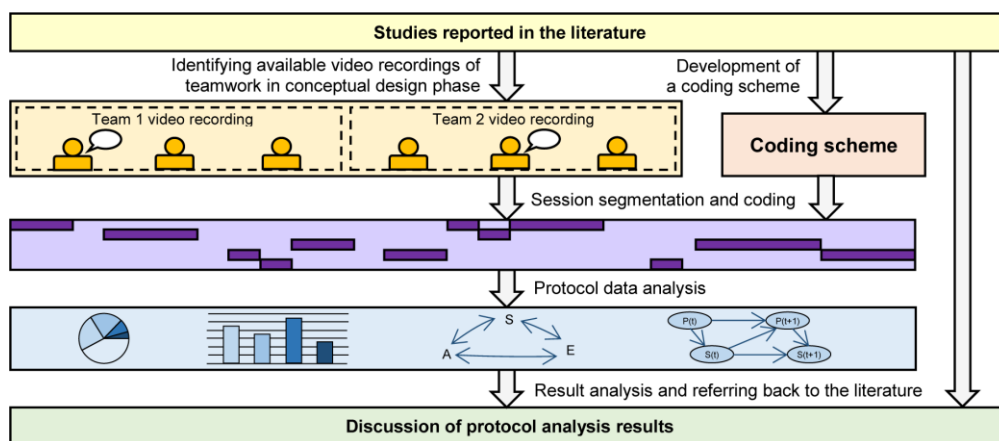 Studies reported in the literature
Identifying available video recordings of
teamwork in conceptual design phase
Development of
a coding scheme
Team 1 video recording
Team 2 video recording
Coding scheme
Session segmentation and coding
Protocol data analysis
S
A
E
P(t)
P(t+1)
S(t)
S(t+1)
Result analysis and referring back to the literature
Discussion of protocol analysis results